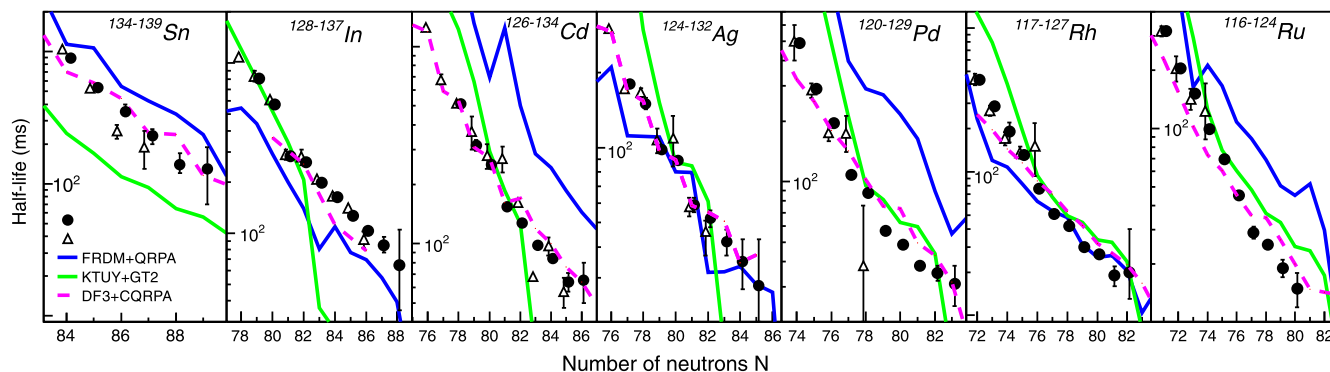 134-139Sn
128-137In
126-134Cd
124-132Ag
120-129Pd
117-127Rh
116-124Ru
Half-life (ms)
10²
10²
10²
10²
10²
10²
10²
FRDM+QRPA
KTUY+GT2
DF3+CQRPA
84 86 88
78 80 82 84 86 88
76 78 80 82 84 86
76 78 80 82 84 86
74 76 78 80 82
72 74 76 78 80 82
72 74 76 78 80 82
Number of neutrons N